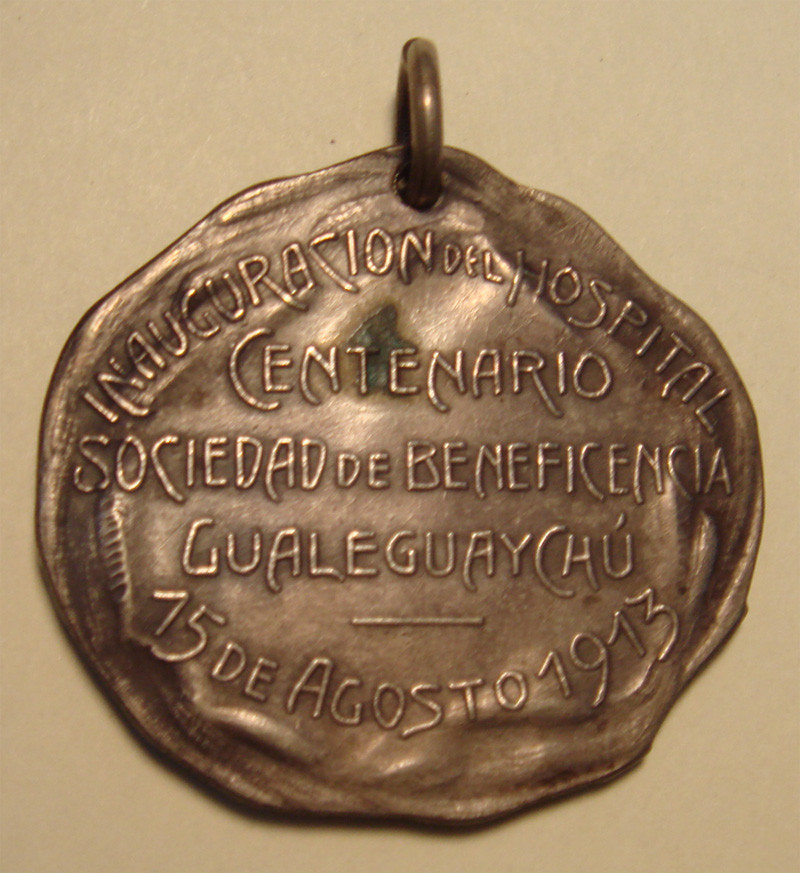 INAUGURACION DEL HOSPITAL
CENTENARIO
SOCIEDAD DE BENEFICENCIA
GUALEGUAYCHÚ
15 DE AGOSTO 1913